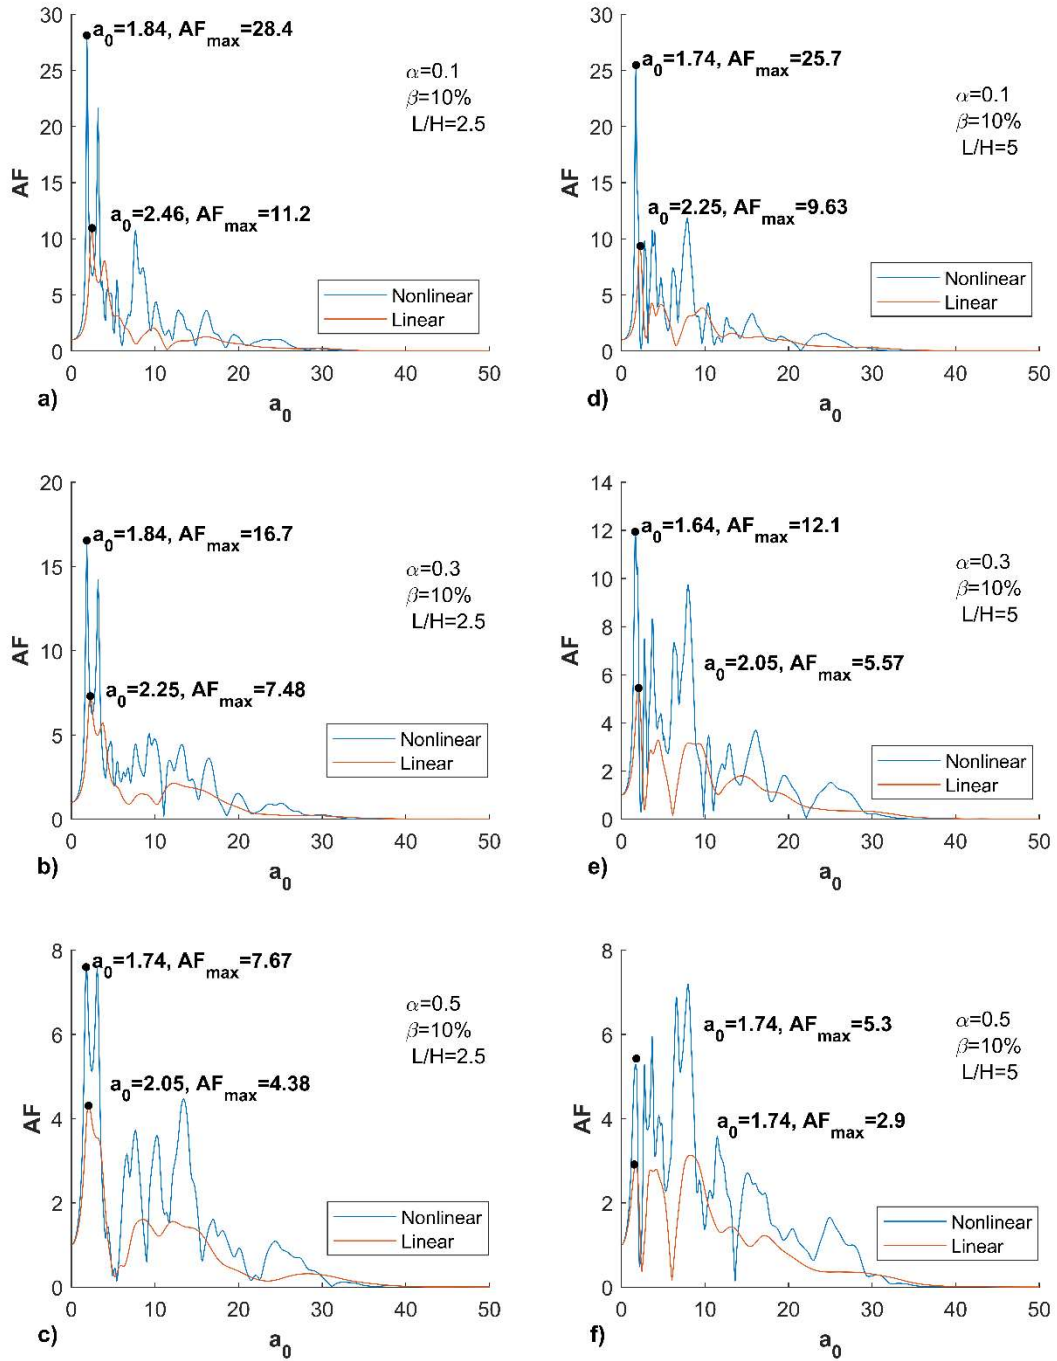 30
25
20
15
10
5
0
AF
a₀=1.84, AFmax=28.4
α=0.1
β=10%
L/H=2.5
a₀=2.46, AFmax=11.2
Nonlinear
Linear
0 10 20 30 40 50
a)
a₀
30
25
20
15
10
5
0
AF
a₀=1.74, AFmax=25.7
α=0.1
β=10%
L/H=5
a₀=2.25, AFmax=9.63
Nonlinear
Linear
0 10 20 30 40 50
d)
a₀
20
15
10
5
0
AF
a₀=1.84, AFmax=16.7
α=0.3
β=10%
L/H=2.5
a₀=2.25, AFmax=7.48
Nonlinear
Linear
0 10 20 30 40 50
b)
a₀
14
12
10
8
6
4
2
0
AF
a₀=1.64, AFmax=12.1
α=0.3
β=10%
L/H=5
a₀=2.05, AFmax=5.57
Nonlinear
Linear
0 10 20 30 40 50
e)
a₀
8
6
4
2
0
AF
a₀=1.74, AFmax=7.67
α=0.5
β=10%
L/H=2.5
a₀=2.05, AFmax=4.38
Nonlinear
Linear
0 10 20 30 40 50
c)
a₀
8
6
4
2
0
AF
a₀=1.74, AFmax=5.3
α=0.5
β=10%
L/H=5
a₀=1.74, AFmax=2.9
Nonlinear
Linear
0 10 20 30 40 50
f)
a₀